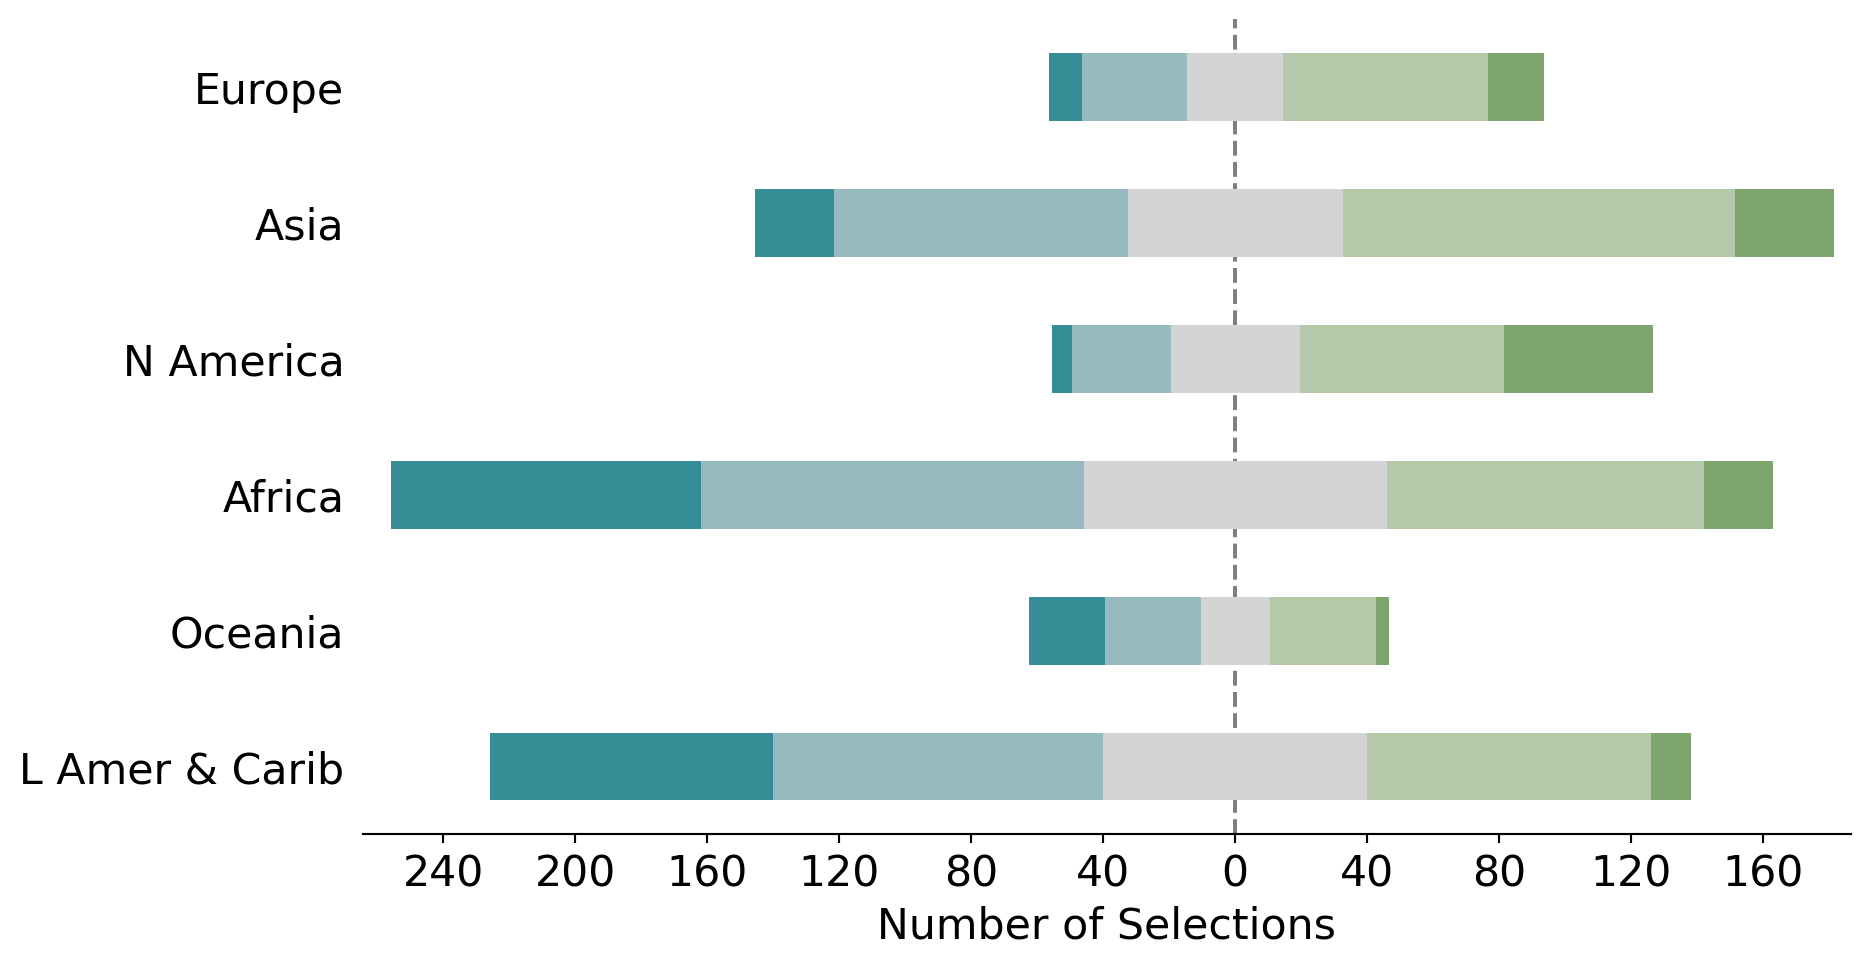 Europe
Asia
N America
Africa
Oceania
L Amer & Carib
240 200 160 120 80 40 0 40 80 120 160
Number of Selections